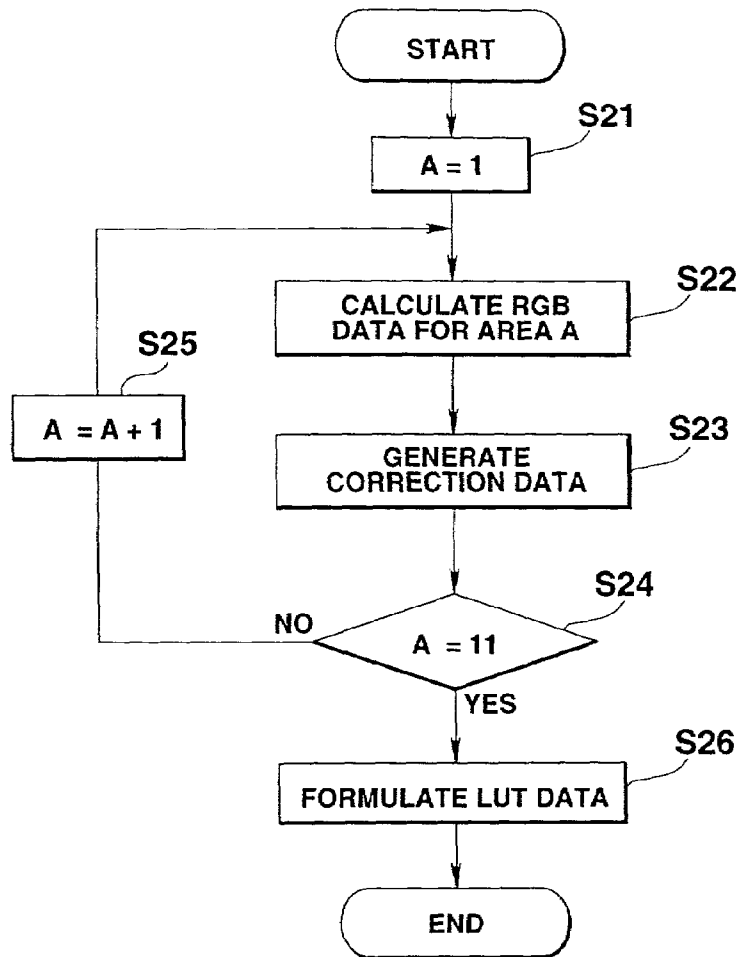 START
S21
A = 1
S22
CALCULATE RGB
DATA FOR AREA A
S25
A = A + 1
S23
GENERATE
CORRECTION DATA
S24
NO
A = 11
YES
S26
FORMULATE LUT DATA
END